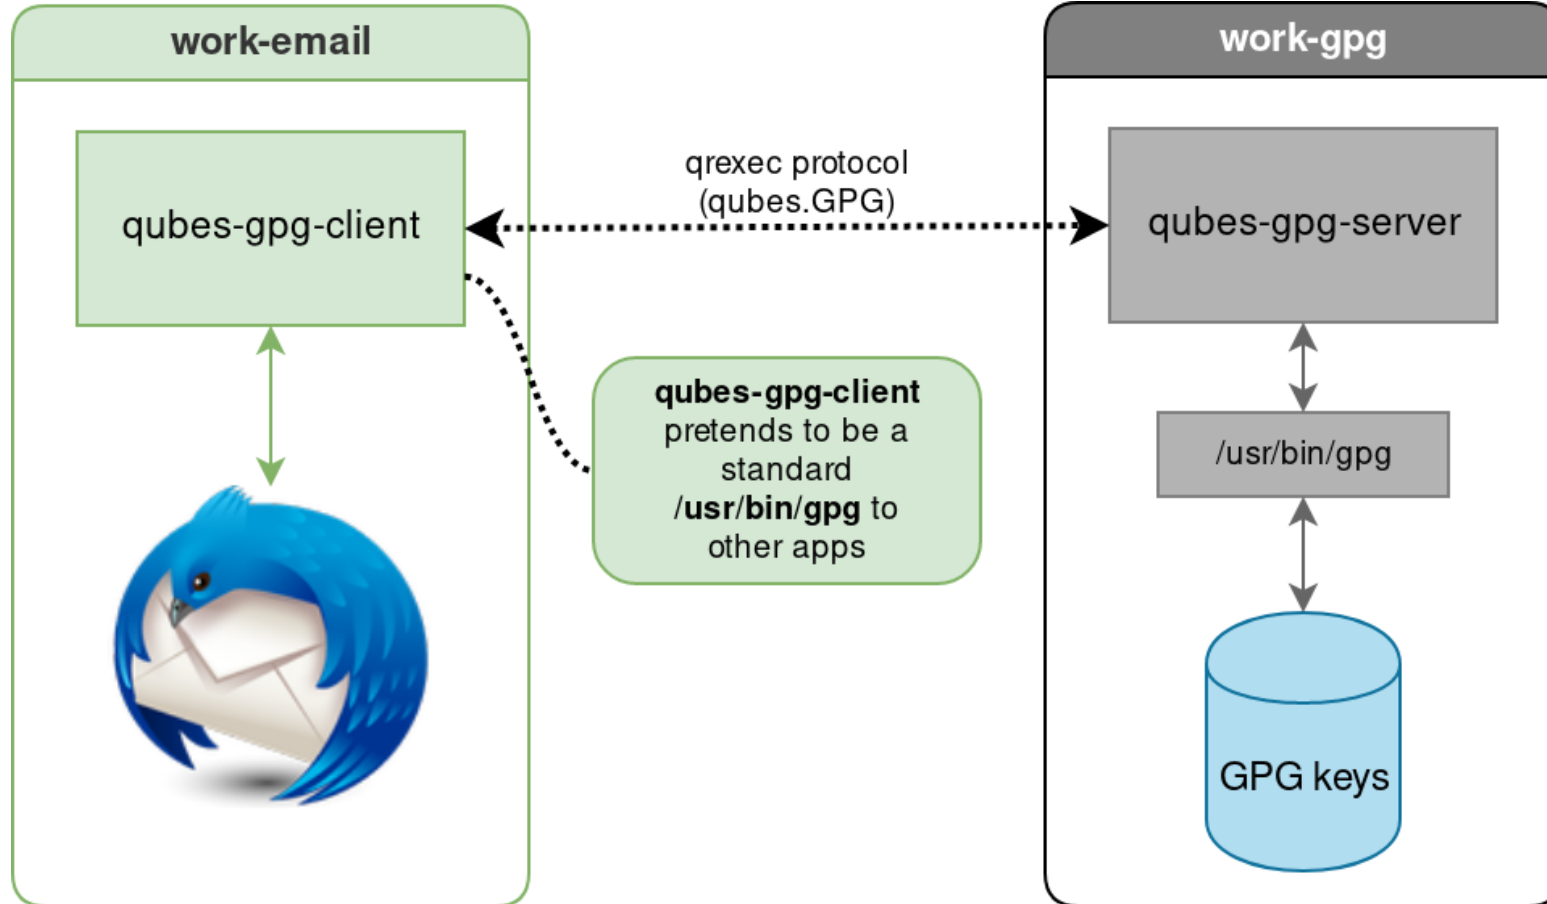 work-email
work-gpg
qubes-gpg-client
qrexec protocol
(qubes.GPG)
qubes-gpg-server
qubes-gpg-client
pretends to be a
standard
/usr/bin/gpg to
other apps
/usr/bin/gpg
GPG keys